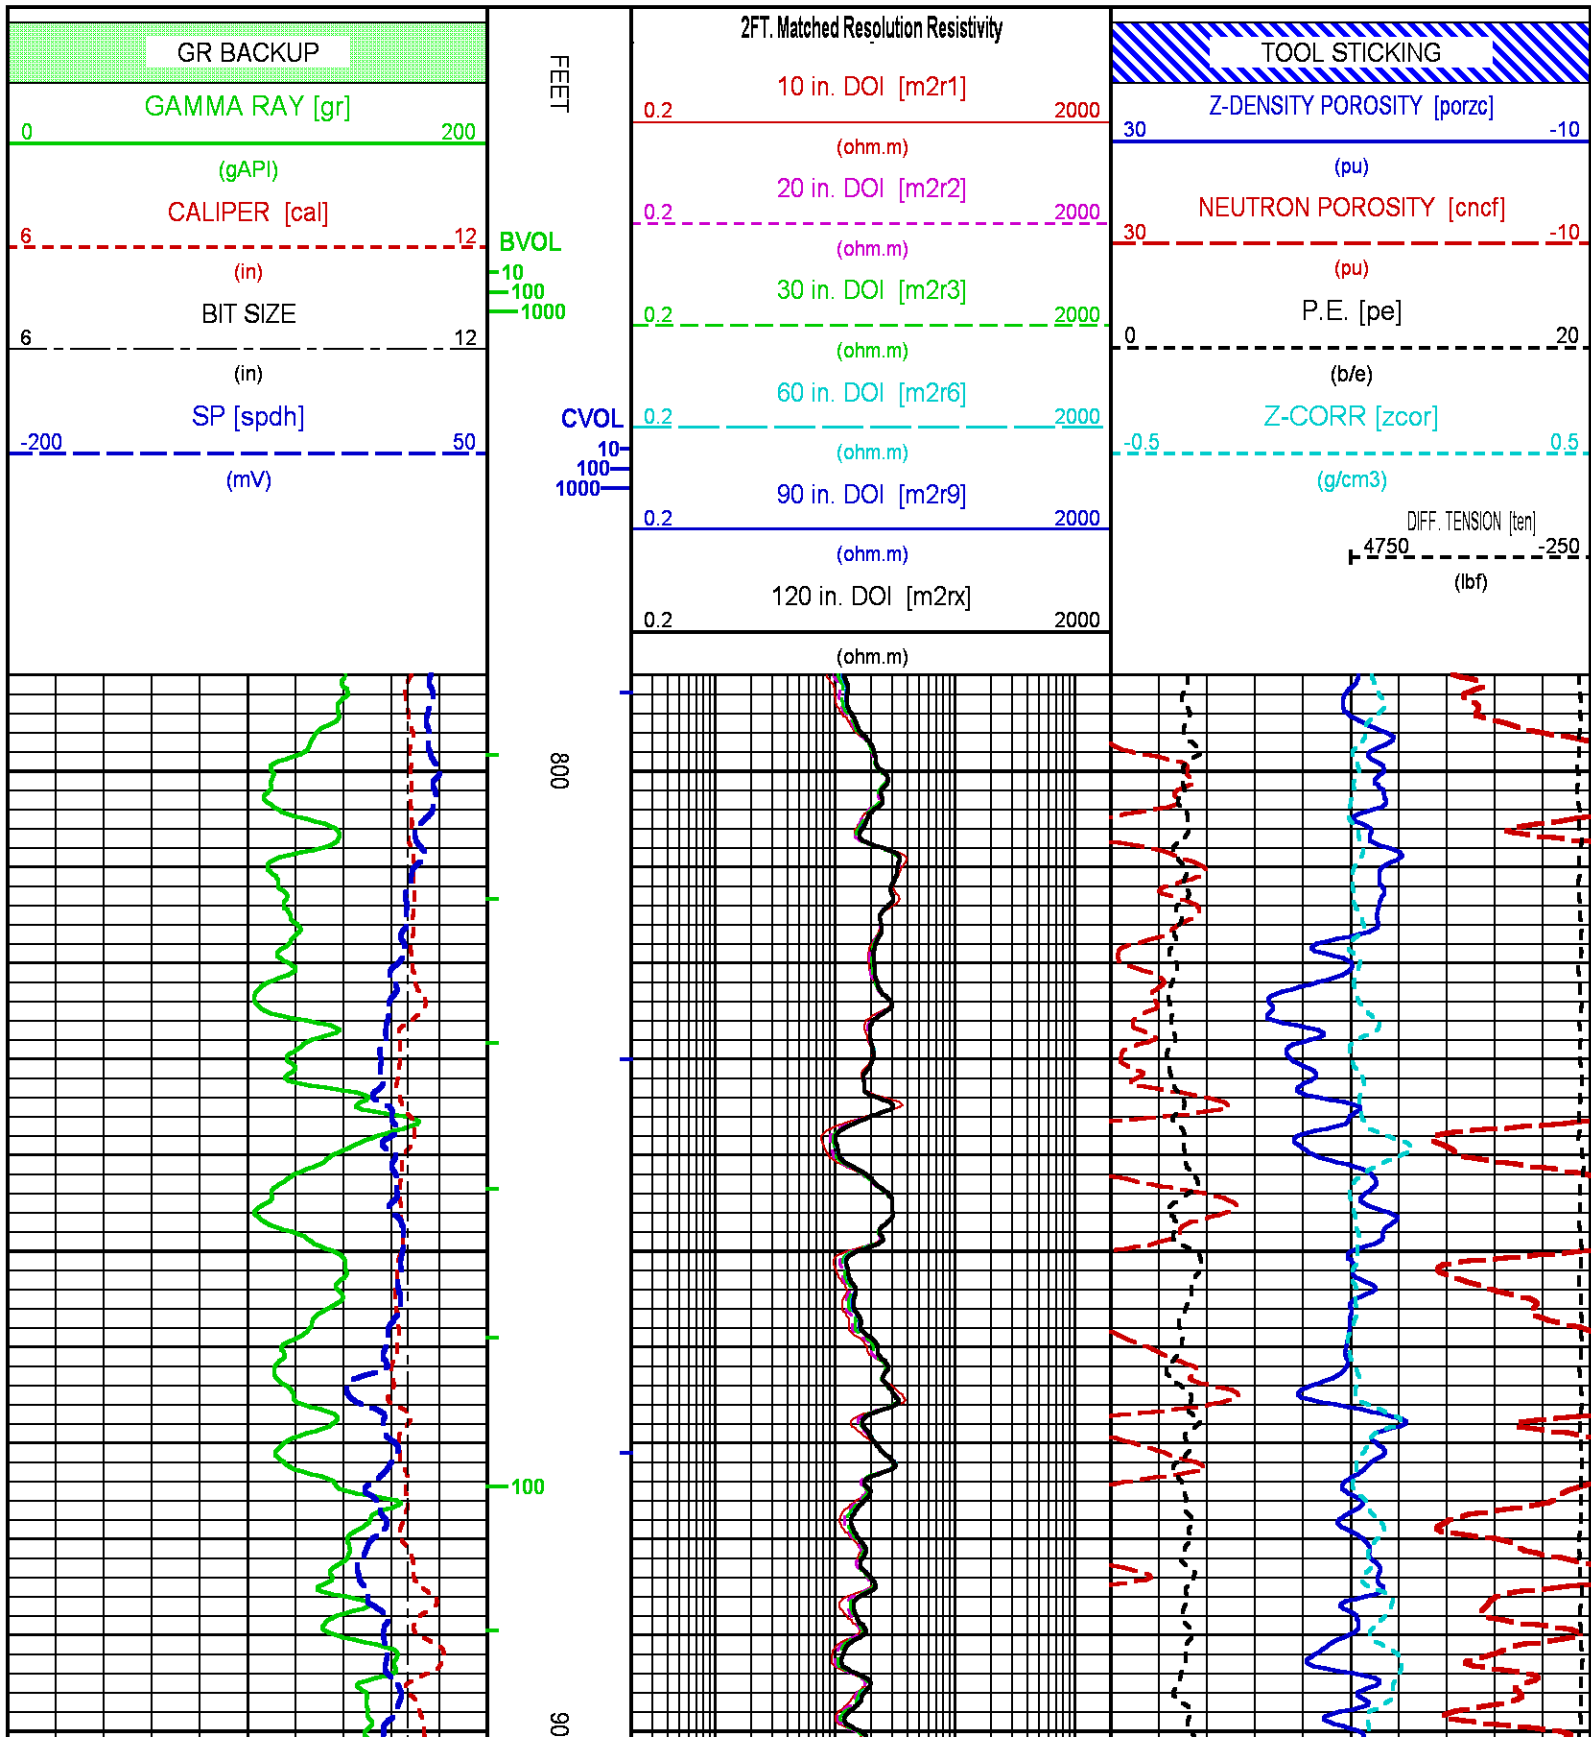 GR BACKUP
GAMMA RAY [gr]
0 200
(gAPI)
CALIPER [cal]
6 12
(in)
BIT SIZE
6 12
(in)
SP [spdh]
-200 50
(mV)
FEET
BVOL
10
100
1000
CVOL
10
100
1000
2FT. Matched Resolution Resistivity
10 in. DOI [m2r1]
0.2 2000
(ohm.m)
20 in. DOI [m2r2]
0.2 2000
(ohm.m)
30 in. DOI [m2r3]
0.2 2000
(ohm.m)
60 in. DOI [m2r6]
0.2 2000
(ohm.m)
90 in. DOI [m2r9]
0.2 2000
(ohm.m)
120 in. DOI [m2rx]
0.2 2000
(ohm.m)
TOOL STICKING
Z-DENSITY POROSITY [porzc]
30 -10
(pu)
NEUTRON POROSITY [cncf]
30 -10
(pu)
P.E. [pe]
0 20
(b/e)
Z-CORR [zcor]
-0.5 0.5
(g/cm3)
DIFF. TENSION [ten]
4750 -250
(lbf)
800
100
90